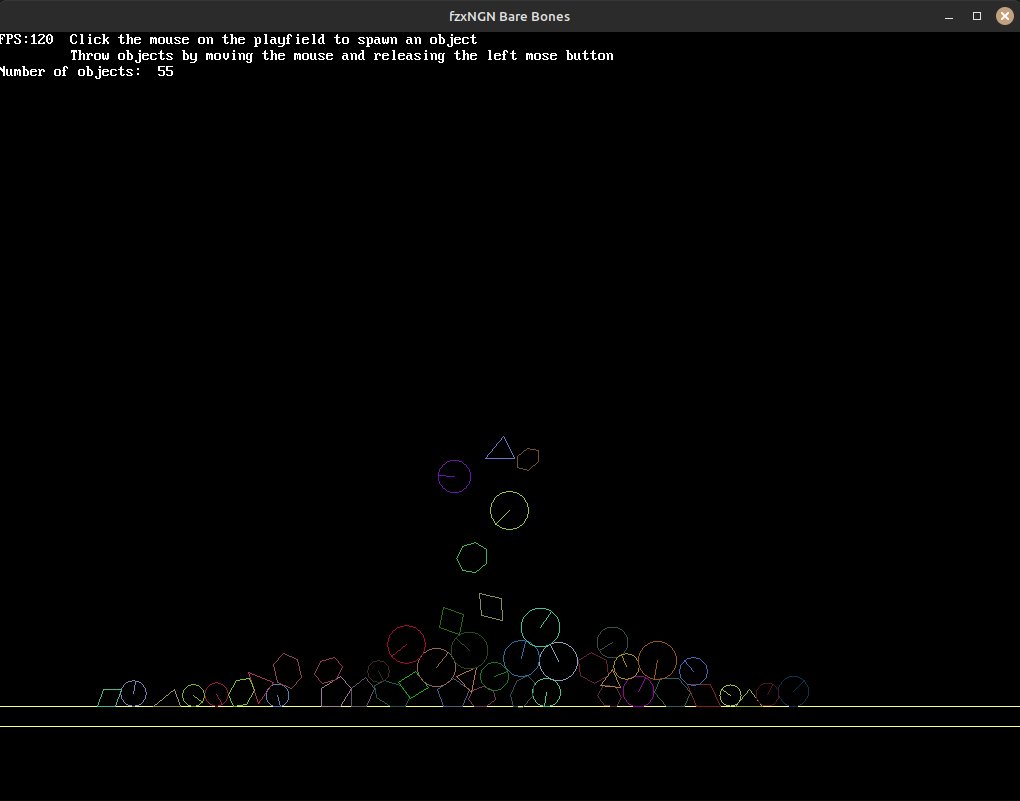 fzxNGN Bare Bones
FPS:120  Click the mouse on the playfield to spawn an object
Throw objects by moving the mouse and releasing the left mose button
Number of objects:  55